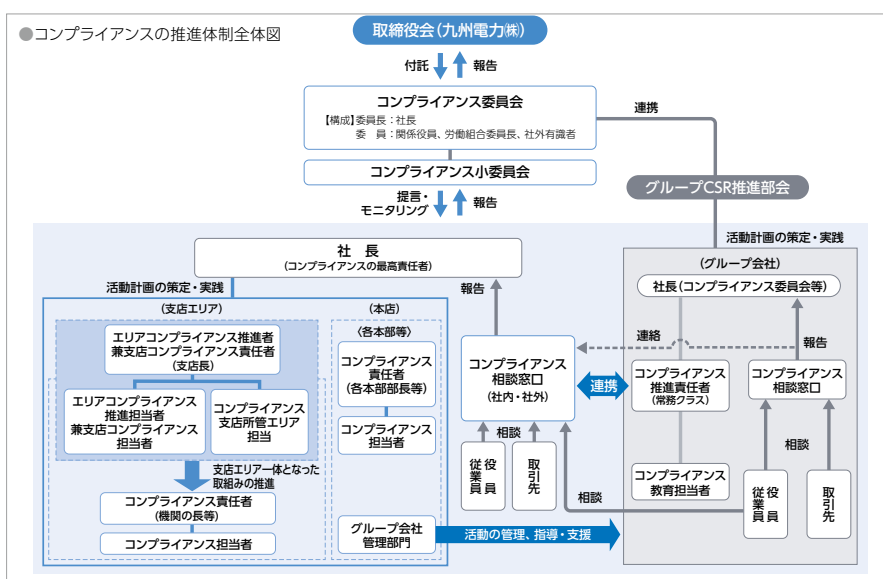 ●コンプライアンスの推進体制全体図
取締役会(九州電力㈱)
付託
報告
コンプライアンス委員会
【構成】委員長：社長
委　員：関係役員、労働組合委員長、社外有識者
連携
コンプライアンス小委員会
グループCSR推進部会
提言・
モニタリング
報告
活動計画の策定・実践
社　長
(コンプライアンスの最高責任者)
活動計画の策定・実践
報告
(グループ会社)
社長(コンプライアンス委員会等)
(支店エリア)
(本店)
エリアコンプライアンス推進者
兼支店コンプライアンス責任者
(支店長)
〈各本部等〉
コンプライアンス
責任者
(各本部部長等)
連絡
報告
コンプライアンス
相談窓口
(社内・社外)
連携
コンプライアンス
推進責任者
(常務クラス)
コンプライアンス
相談窓口
エリアコンプライアンス
推進担当者
兼支店コンプライアンス
担当者
コンプライアンス
支店所管エリア
担当
コンプライアンス
担当者
相談
相談
役員
従業員
取引先
支店エリア一体となった
取組みの推進
コンプライアンス
教育担当者
相談
役員
従業員
取引先
コンプライアンス責任者
(機関の長等)
コンプライアンス担当者
グループ会社
管理部門
活動の管理、指導・支援